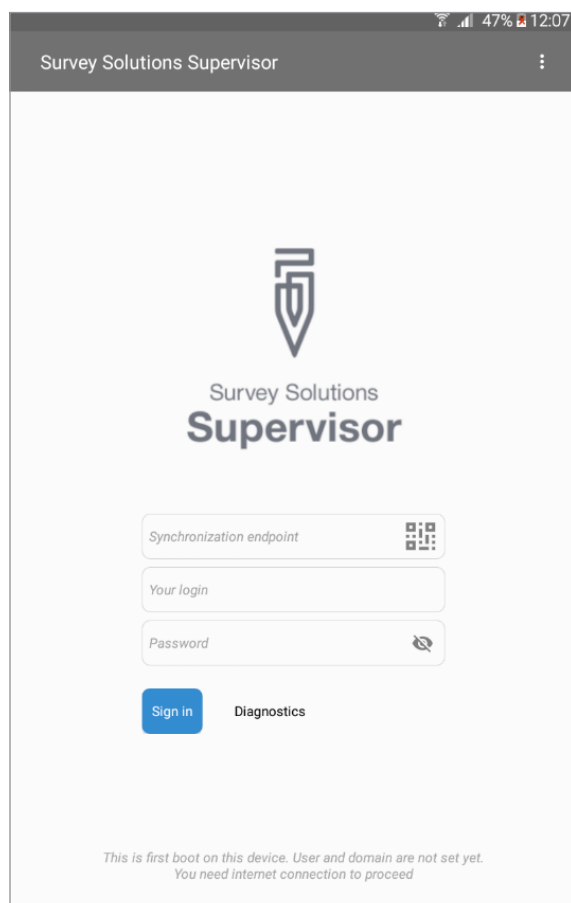 47% 12:07
Survey Solutions Supervisor
Survey Solutions
Supervisor
Synchronization endpoint
Your login
Password
Sign in Diagnostics
This is first boot on this device. User and domain are not set yet.
You need internet connection to proceed